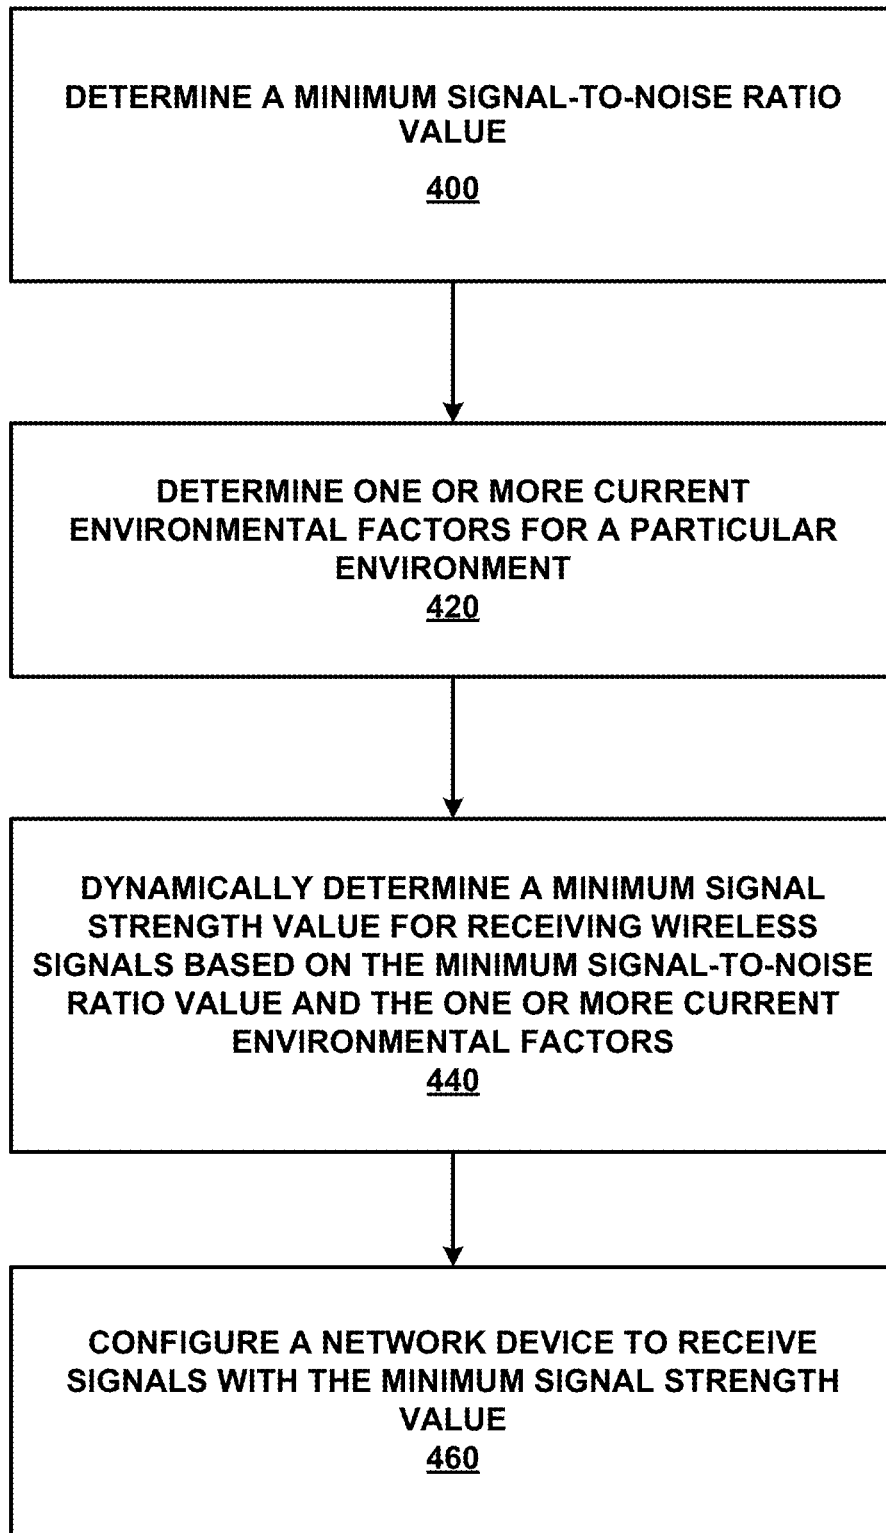 DETERMINE A MINIMUM SIGNAL-TO-NOISE RATIO
VALUE
400
DETERMINE ONE OR MORE CURRENT
ENVIRONMENTAL FACTORS FOR A PARTICULAR
ENVIRONMENT
420
DYNAMICALLY DETERMINE A MINIMUM SIGNAL
STRENGTH VALUE FOR RECEIVING WIRELESS
SIGNALS BASED ON THE MINIMUM SIGNAL-TO-NOISE
RATIO VALUE AND THE ONE OR MORE CURRENT
ENVIRONMENTAL FACTORS
440
CONFIGURE A NETWORK DEVICE TO RECEIVE
SIGNALS WITH THE MINIMUM SIGNAL STRENGTH
VALUE
460